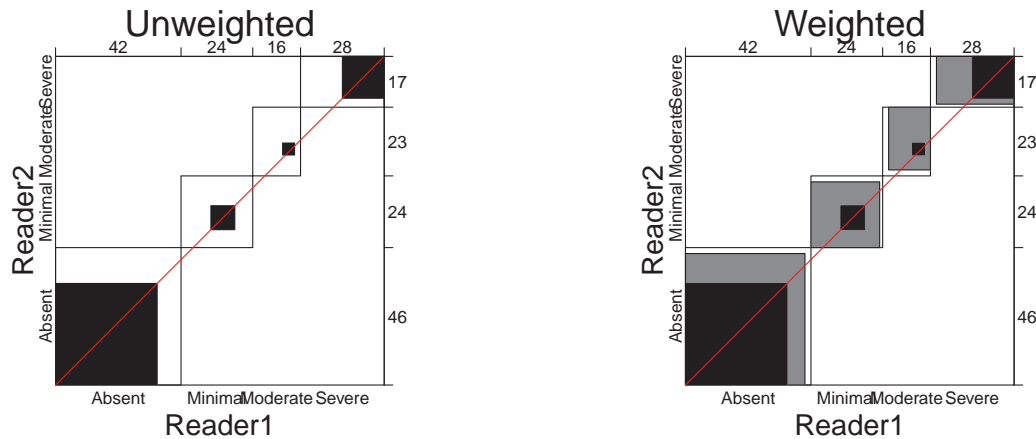 Unweighted
42 24 16 28
Severe
Moderate
Minimal
Absent
Reader2
17
23
24
46
Absent Minimal Moderate Severe
Reader1
Weighted
42 24 16 28
Severe
Moderate
Minimal
Absent
Reader2
17
23
24
46
Absent Minimal Moderate Severe
Reader1